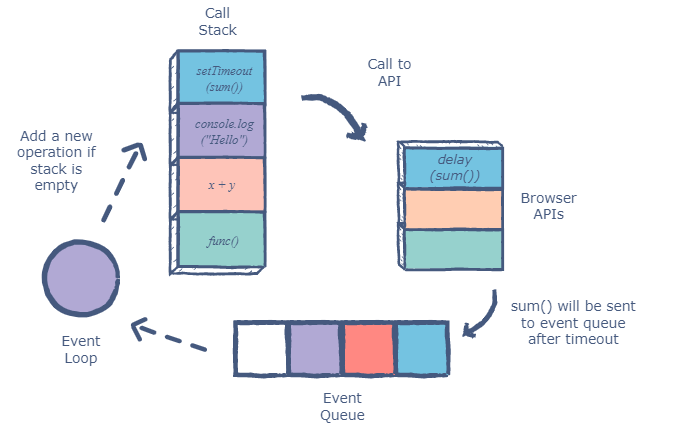 Call
Stack
setTimeout
(sum())
console.log
("Hello")
x + y
func()
Call to
API
delay
(sum())
Browser
APIs
Add a new
operation if
stack is
empty
Event
Loop
sum() will be sent
to event queue
after timeout
Event
Queue